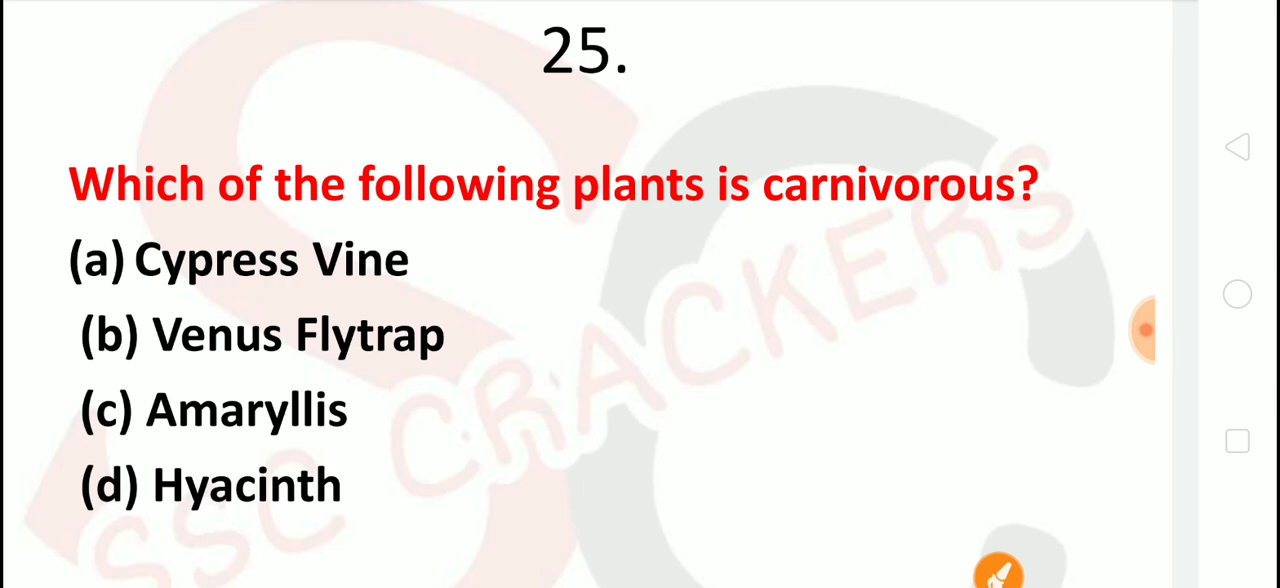 25.
Which of the following plants is carnivorous?
(a) Cypress Vine
(b) Venus Flytrap
(c) Amaryllis
(d) Hyacinth
SSC CRACKERS